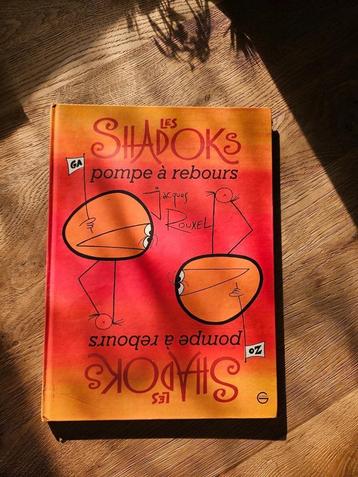 LES
SHADOKS
pompe à rebours
GA
Jacques
ROUXEL
ZO
pompe à rebours
LES
SHADOKS